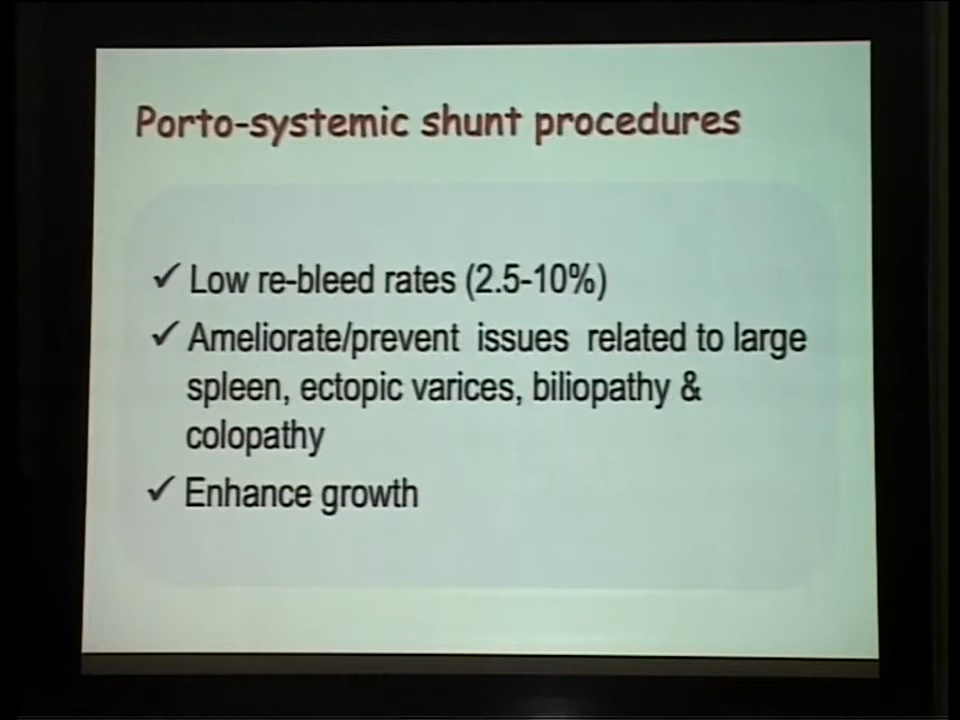 Porto-systemic shunt procedures
✓ Low re-bleed rates (2.5-10%)
✓ Ameliorate/prevent issues related to large
spleen, ectopic varices, biliopathy &
colopathy
✓ Enhance growth